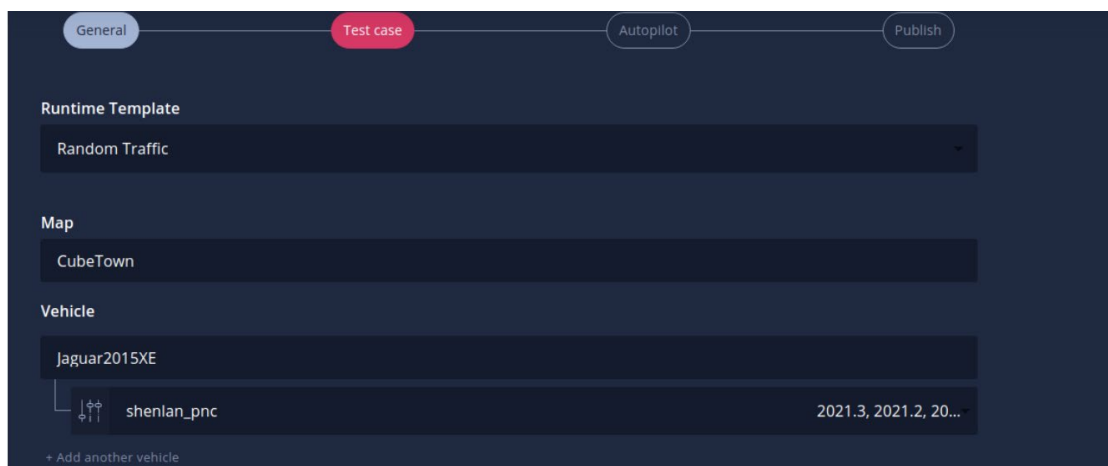 General Test case Autopilot Publish
Runtime Template
Random Traffic
Map
CubeTown
Vehicle
Jaguar2015XE
shenlan_pnc 2021.3, 2021.2, 20...
+ Add another vehicle